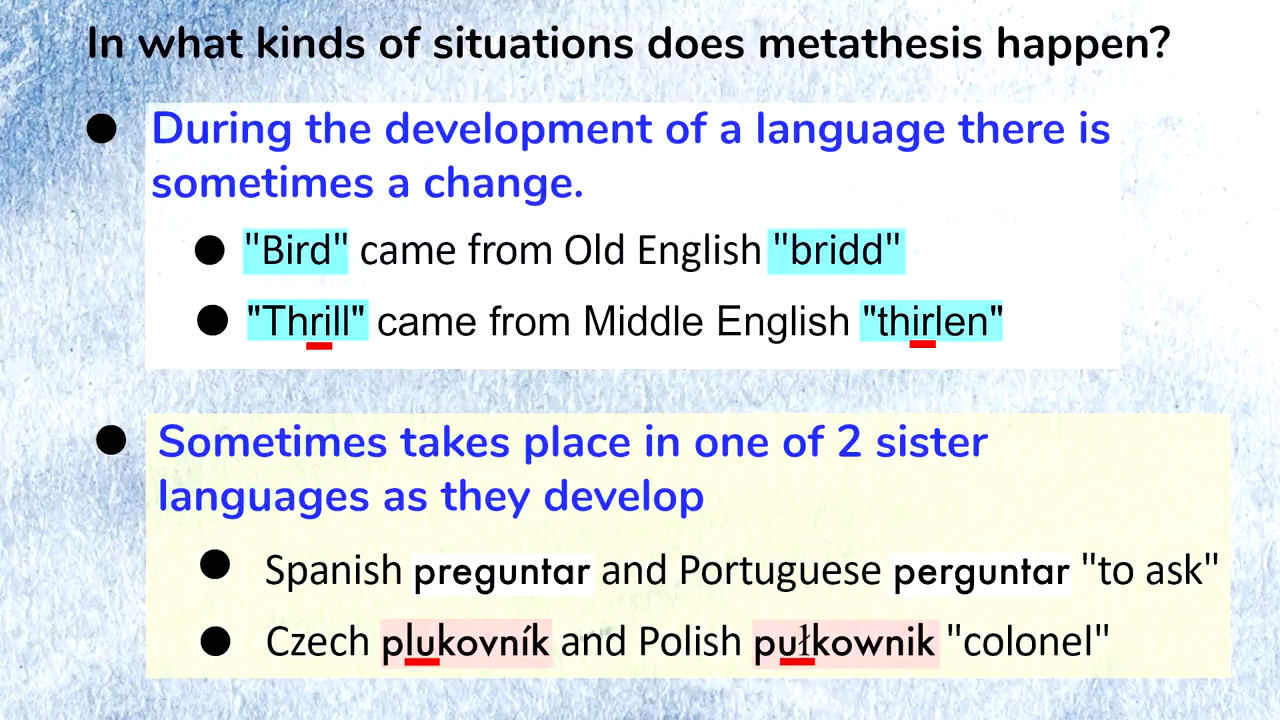 In what kinds of situations does metathesis happen?
● During the development of a language there is
sometimes a change.
● "Bird" came from Old English "bridd"
● "Thrill" came from Middle English "thirlen"
● Sometimes takes place in one of 2 sister
languages as they develop
● Spanish preguntar and Portuguese perguntar "to ask"
● Czech plukovník and Polish pułkownik "colonel"